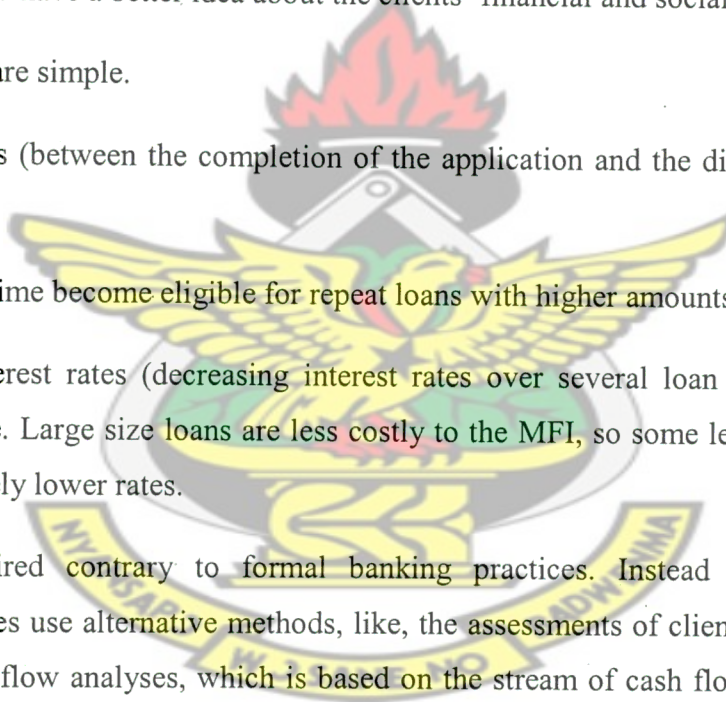 have a better idea about the clients' financial and social
are simple.
s (between the completion of the application and the di
ime become eligible for repeat loans with higher amounts
erest rates (decreasing interest rates over several loan
e. Large size loans are less costly to the MFI, so some le
ly lower rates.
ired contrary to formal banking practices. Instead
es use alternative methods, like, the assessments of clien
flow analyses, which is based on the stream of cash flo
NYANSAP
NO
ADWENMA